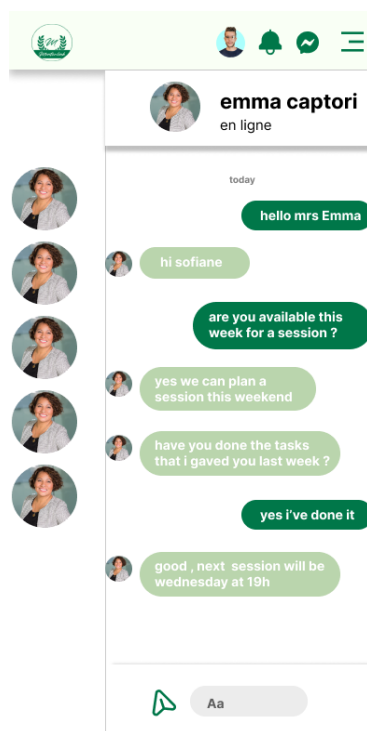 emma captori
en ligne
today
hello mrs Emma
hi sofiane
are you available this
week for a session ?
yes we can plan a
session this weekend
have you done the tasks
that i gaved you last week ?
yes i've done it
good , next session will be
wednesday at 19h
Aa